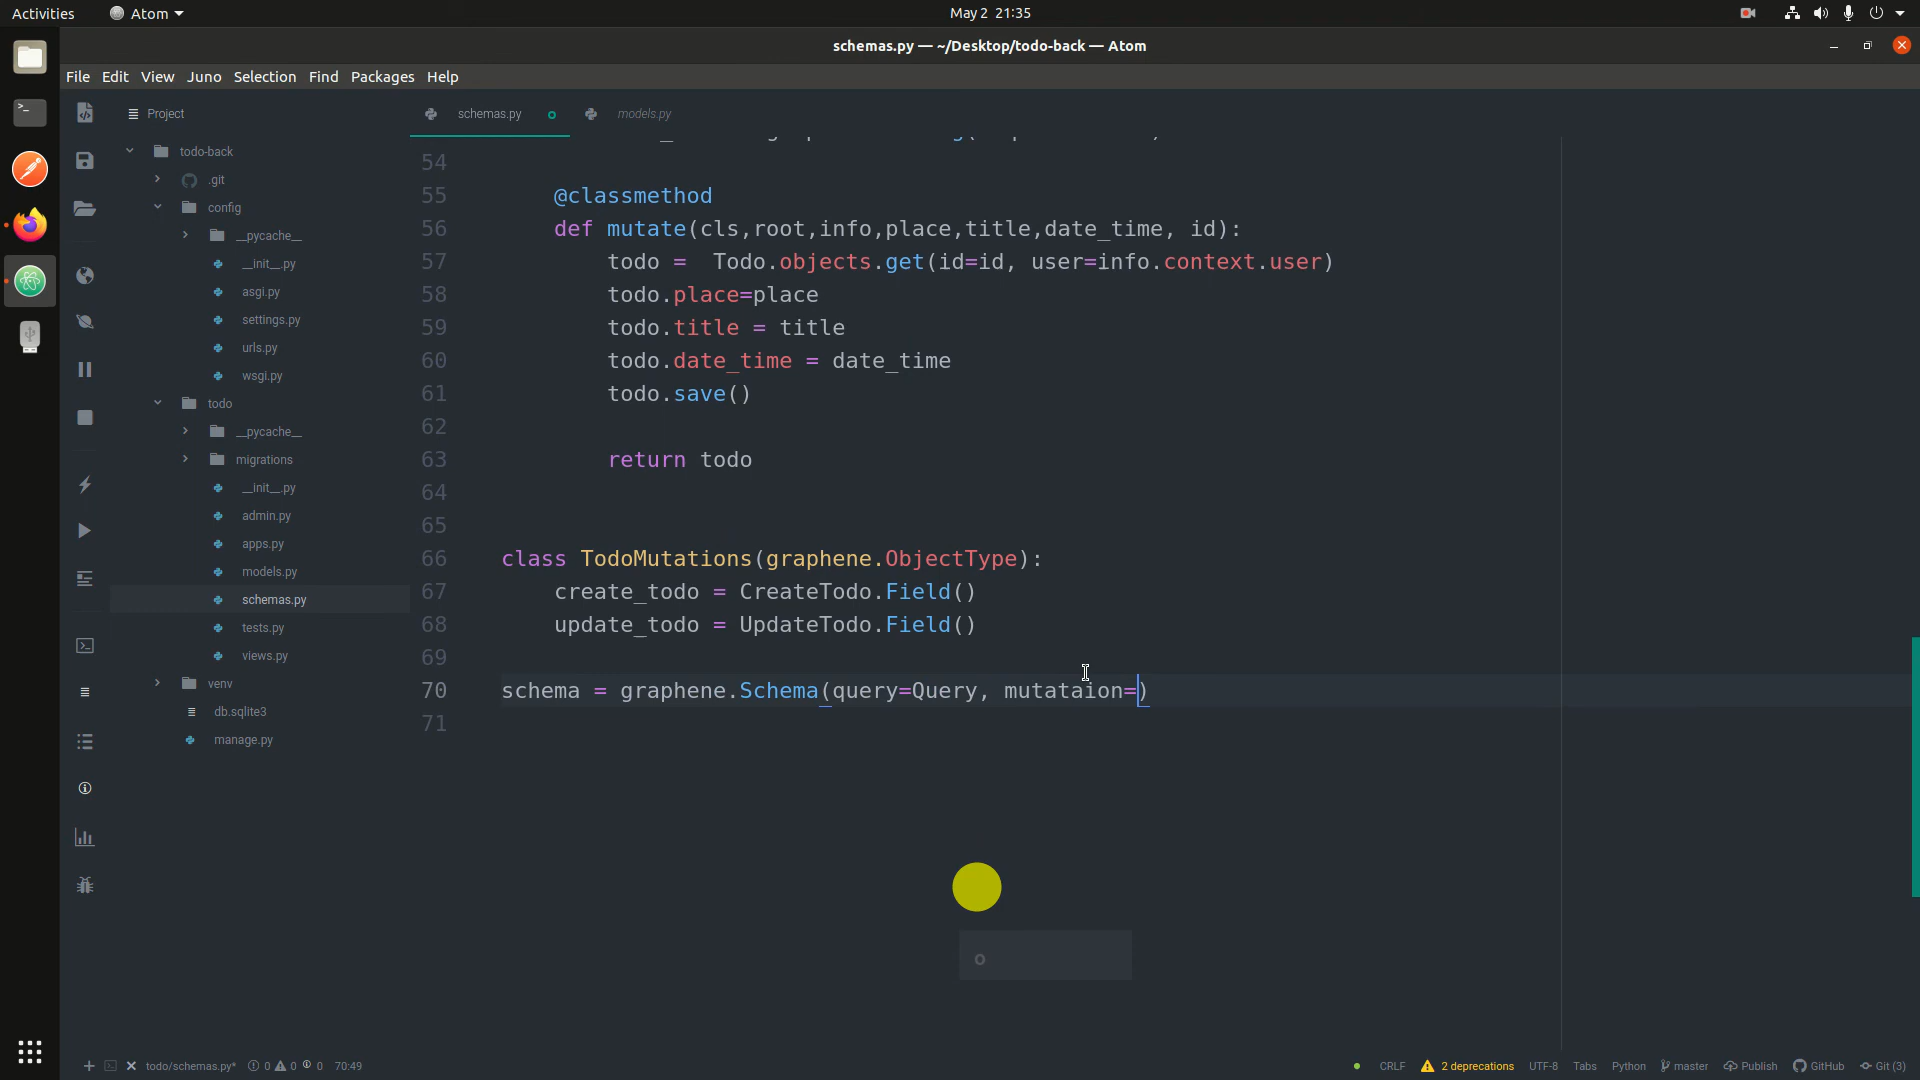 Activities
Atom
May 2 21:35
schemas.py — ~/Desktop/todo-back — Atom
File Edit View Juno Selection Find Packages Help
Project
schemas.py
models.py
todo-back
.git
config
__pycache__
__init__.py
asgi.py
settings.py
urls.py
wsgi.py
todo
__pycache__
migrations
__init__.py
admin.py
apps.py
models.py
schemas.py
tests.py
views.py
venv
db.sqlite3
manage.py
54
55 @classmethod
56 def mutate(cls,root,info,place,title,date_time, id):
57 todo =  Todo.objects.get(id=id, user=info.context.user)
58 todo.place=place
59 todo.title = title
60 todo.date_time = date_time
61 todo.save()
62
63 return todo
64
65
66 class TodoMutations(graphene.ObjectType):
67 create_todo = CreateTodo.Field()
68 update_todo = UpdateTodo.Field()
69
70 schema = graphene.Schema(query=Query, mutataion=)
71
o
todo/schemas.py* 0 0 0 70:49
CRLF 2 deprecations UTF-8 Tabs Python master Publish GitHub Git (3)